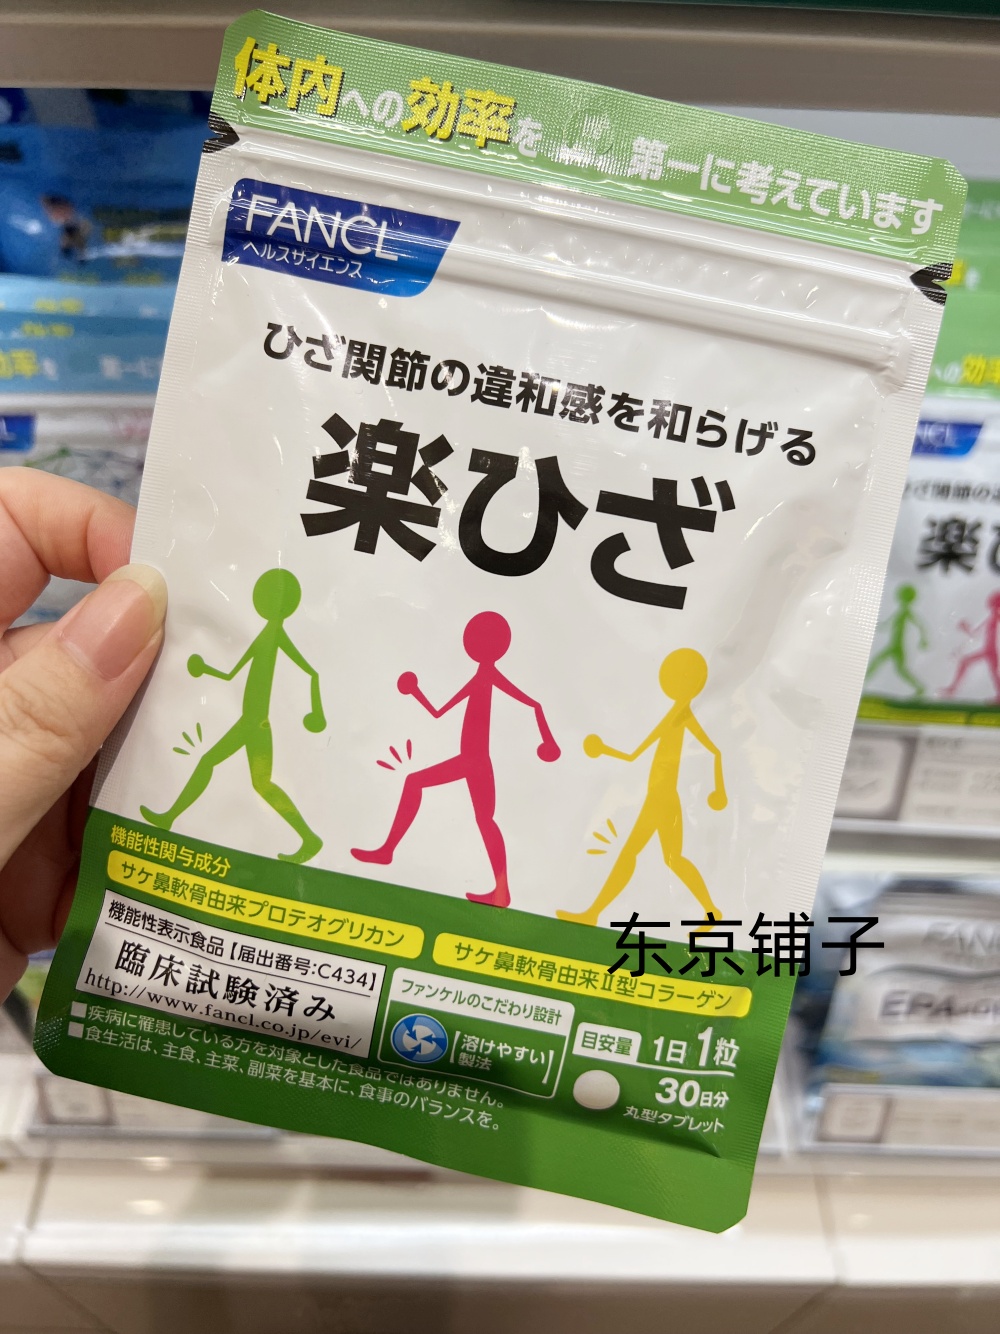 体内への効率を 第一に考えています
FANCL
ヘルスサイエンス
ひざ関節の違和感を和らげる
楽ひざ
機能性関与成分
サケ鼻軟骨由来プロテオグリカン
サケ鼻軟骨由来Ⅱ型コラーゲン
機能性表示食品【届出番号:C434】
臨床試験済み
http://www.fancl.co.jp/evi/
ファンケルのこだわり設計
[溶けやすい製法]
目安量 1日1粒
30日分
丸型タブレット
■疾病に罹患している方を対象とした食品ではありません。
■食生活は、主食、主菜、副菜を基本に、食事のバランスを。
东京铺子
楽ひ
EPA